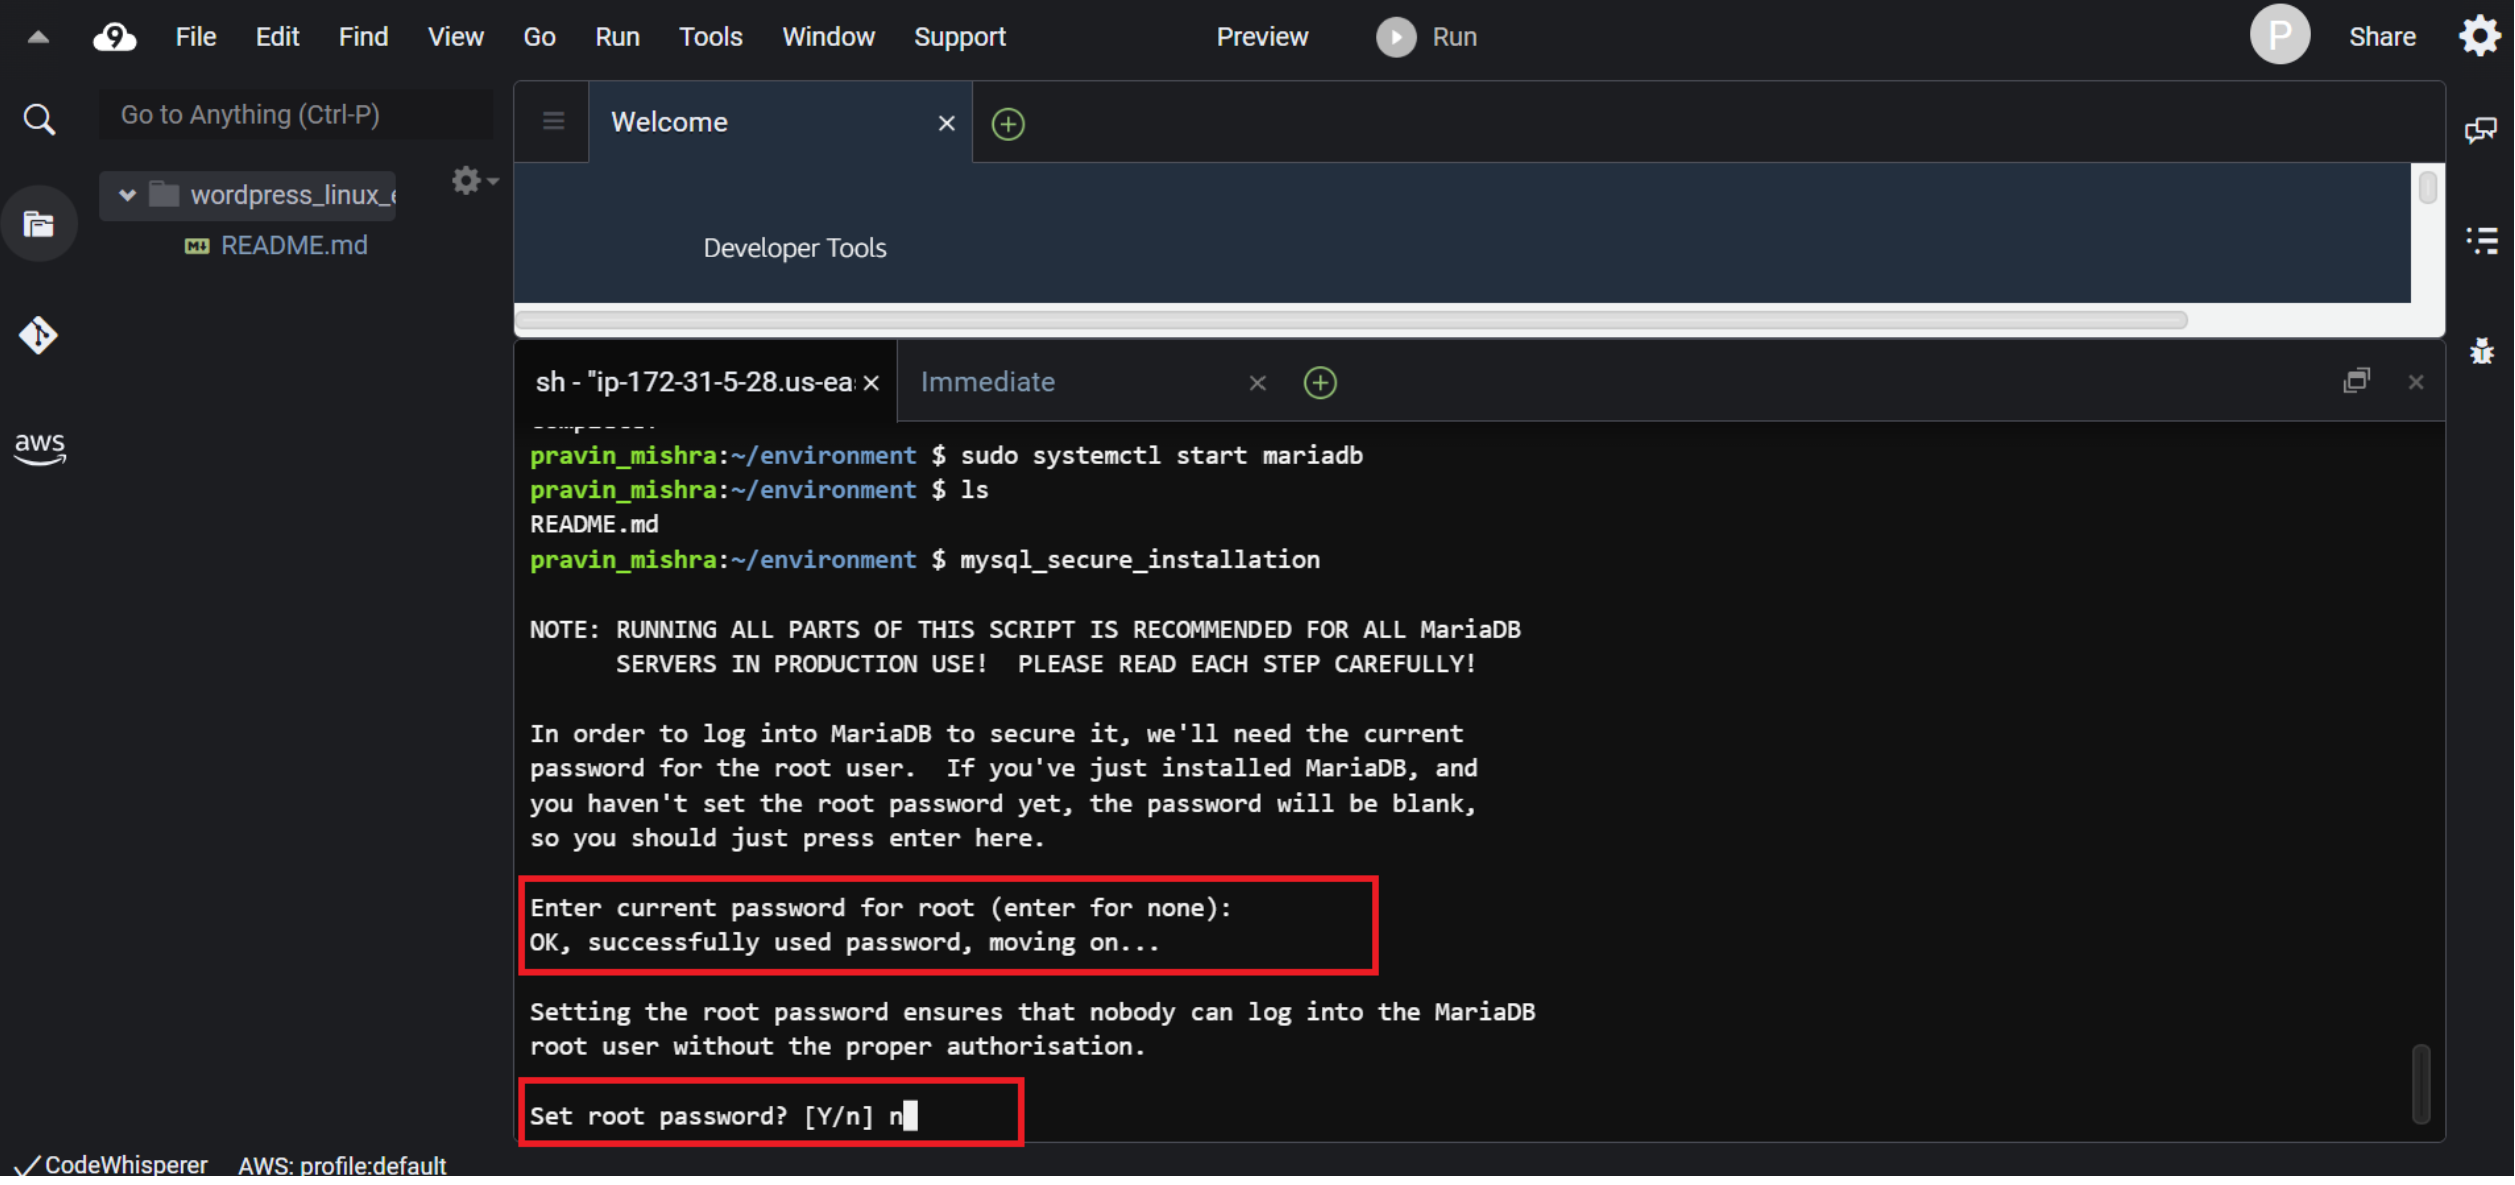 9 File Edit Find View Go Run Tools Window Support Preview Run P Share
Go to Anything (Ctrl-P)
Welcome
wordpress_linux_
README.md
Developer Tools
aws
sh - "ip-172-31-5-28.us-ea Immediate
pravin_mishra:~/environment $ sudo systemctl start mariadb
pravin_mishra:~/environment $ ls
README.md
pravin_mishra:~/environment $ mysql_secure_installation
NOTE: RUNNING ALL PARTS OF THIS SCRIPT IS RECOMMENDED FOR ALL MariaDB
SERVERS IN PRODUCTION USE!  PLEASE READ EACH STEP CAREFULLY!
In order to log into MariaDB to secure it, we'll need the current
password for the root user.  If you've just installed MariaDB, and
you haven't set the root password yet, the password will be blank,
so you should just press enter here.
Enter current password for root (enter for none):
OK, successfully used password, moving on...
Setting the root password ensures that nobody can log into the MariaDB
root user without the proper authorisation.
Set root password? [Y/n] n
CodeWhisperer AWS: profile:default